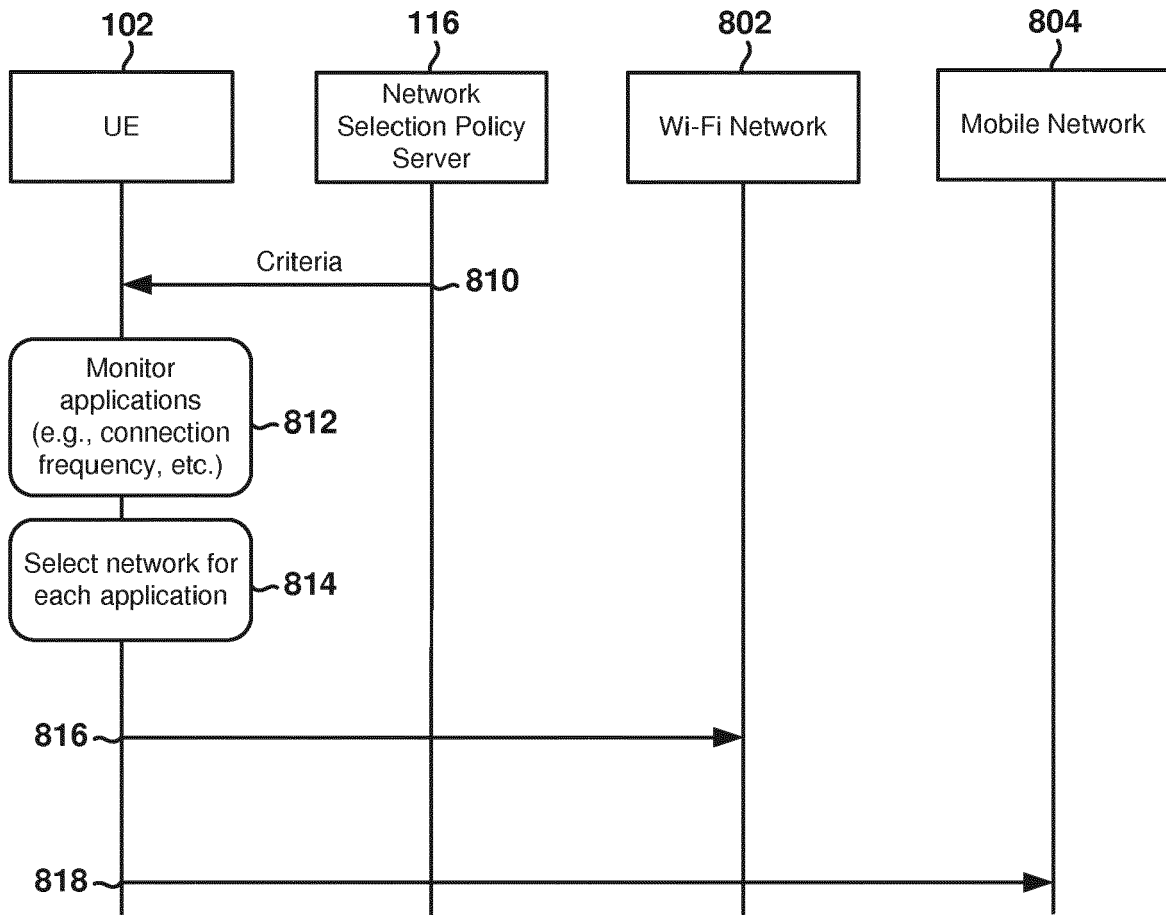 102
116
802
804
UE
Network
Selection Policy
Server
Wi-Fi Network
Mobile Network
Criteria
810
Monitor
applications
(e.g., connection
frequency, etc.)
812
Select network for
each application
814
816
818